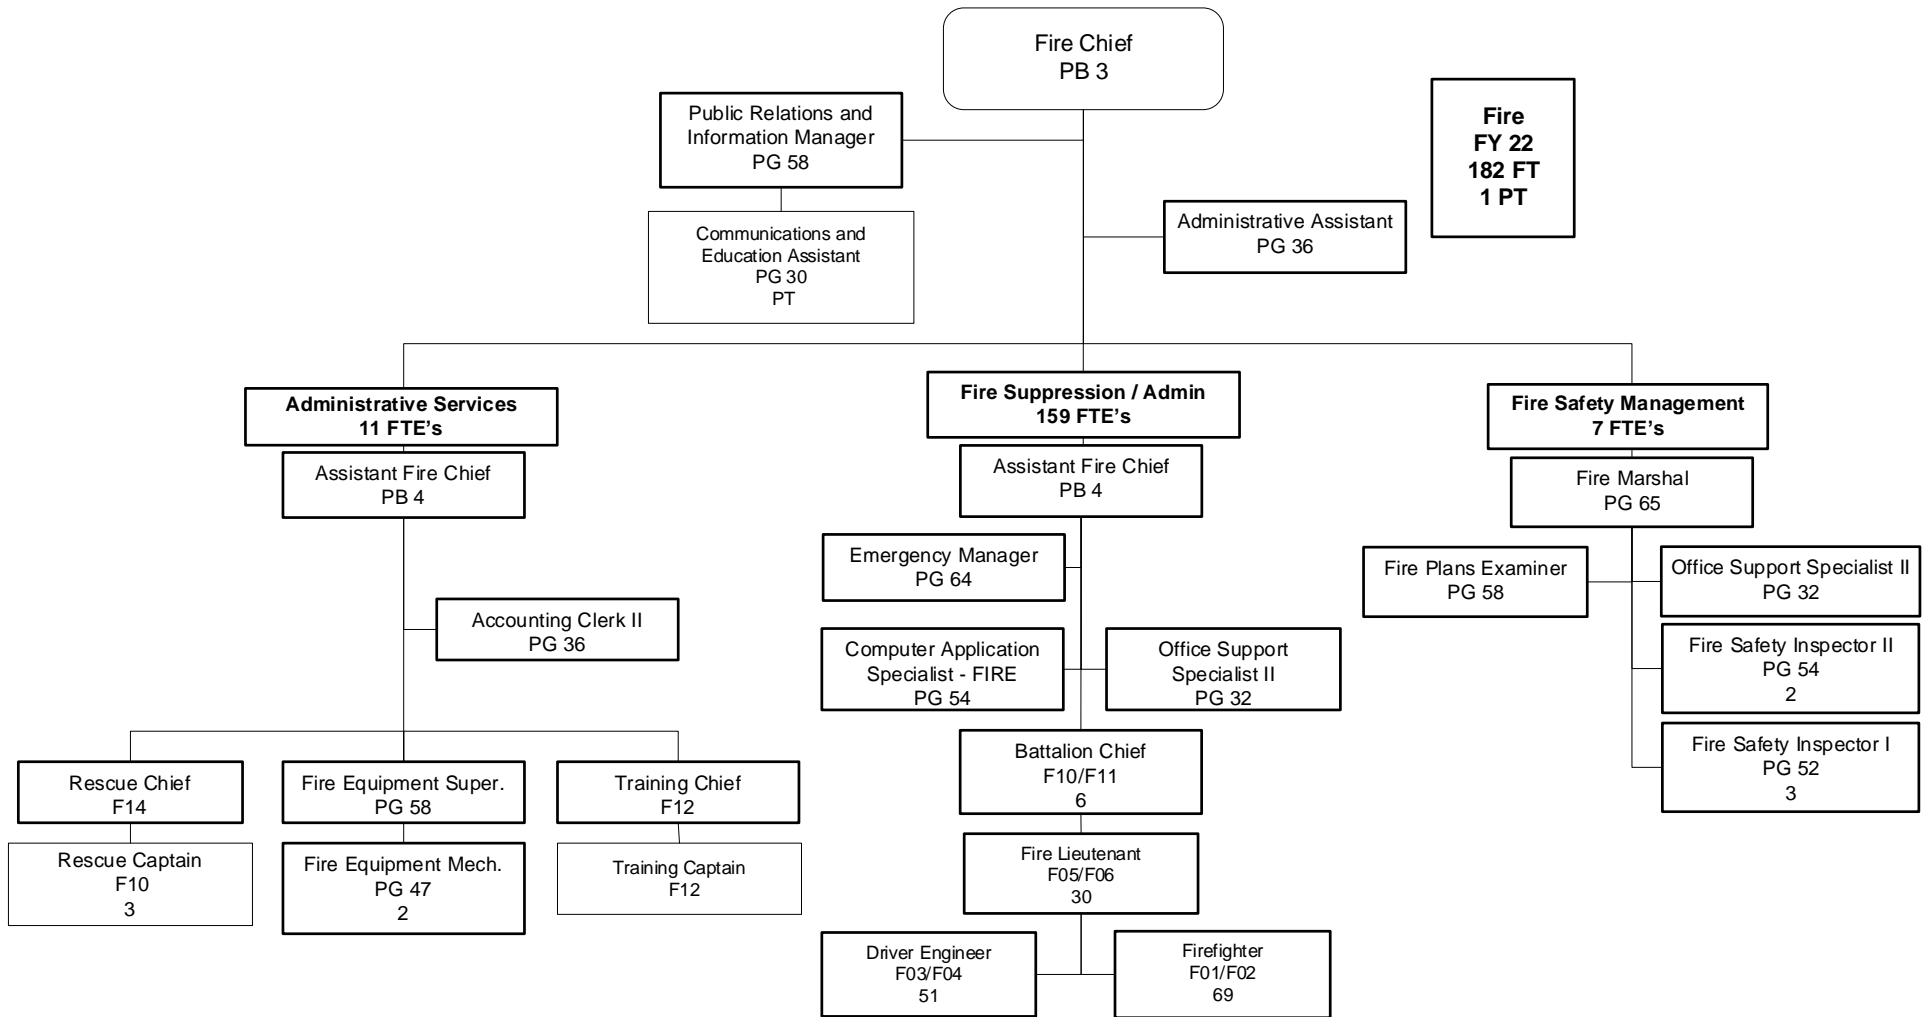 Fire Chief
PB 3
Public Relations and
Information Manager
PG 58
Fire
FY 22
182 FT
1 PT
Communications and
Education Assistant
PG 30
PT
Administrative Assistant
PG 36
Administrative Services
11 FTE’s
Assistant Fire Chief
PB 4
Accounting Clerk II
PG 36
Rescue Chief
F14
Rescue Captain
F10
3
Fire Equipment Super.
PG 58
Fire Equipment Mech.
PG 47
2
Training Chief
F12
Training Captain
F12
Fire Suppression / Admin
159 FTE’s
Assistant Fire Chief
PB 4
Emergency Manager
PG 64
Computer Application
Specialist - FIRE
PG 54
Office Support
Specialist II
PG 32
Battalion Chief
F10/F11
6
Fire Lieutenant
F05/F06
30
Driver Engineer
F03/F04
51
Firefighter
F01/F02
69
Fire Safety Management
7 FTE’s
Fire Marshal
PG 65
Fire Plans Examiner
PG 58
Office Support Specialist II
PG 32
Fire Safety Inspector II
PG 54
2
Fire Safety Inspector I
PG 52
3